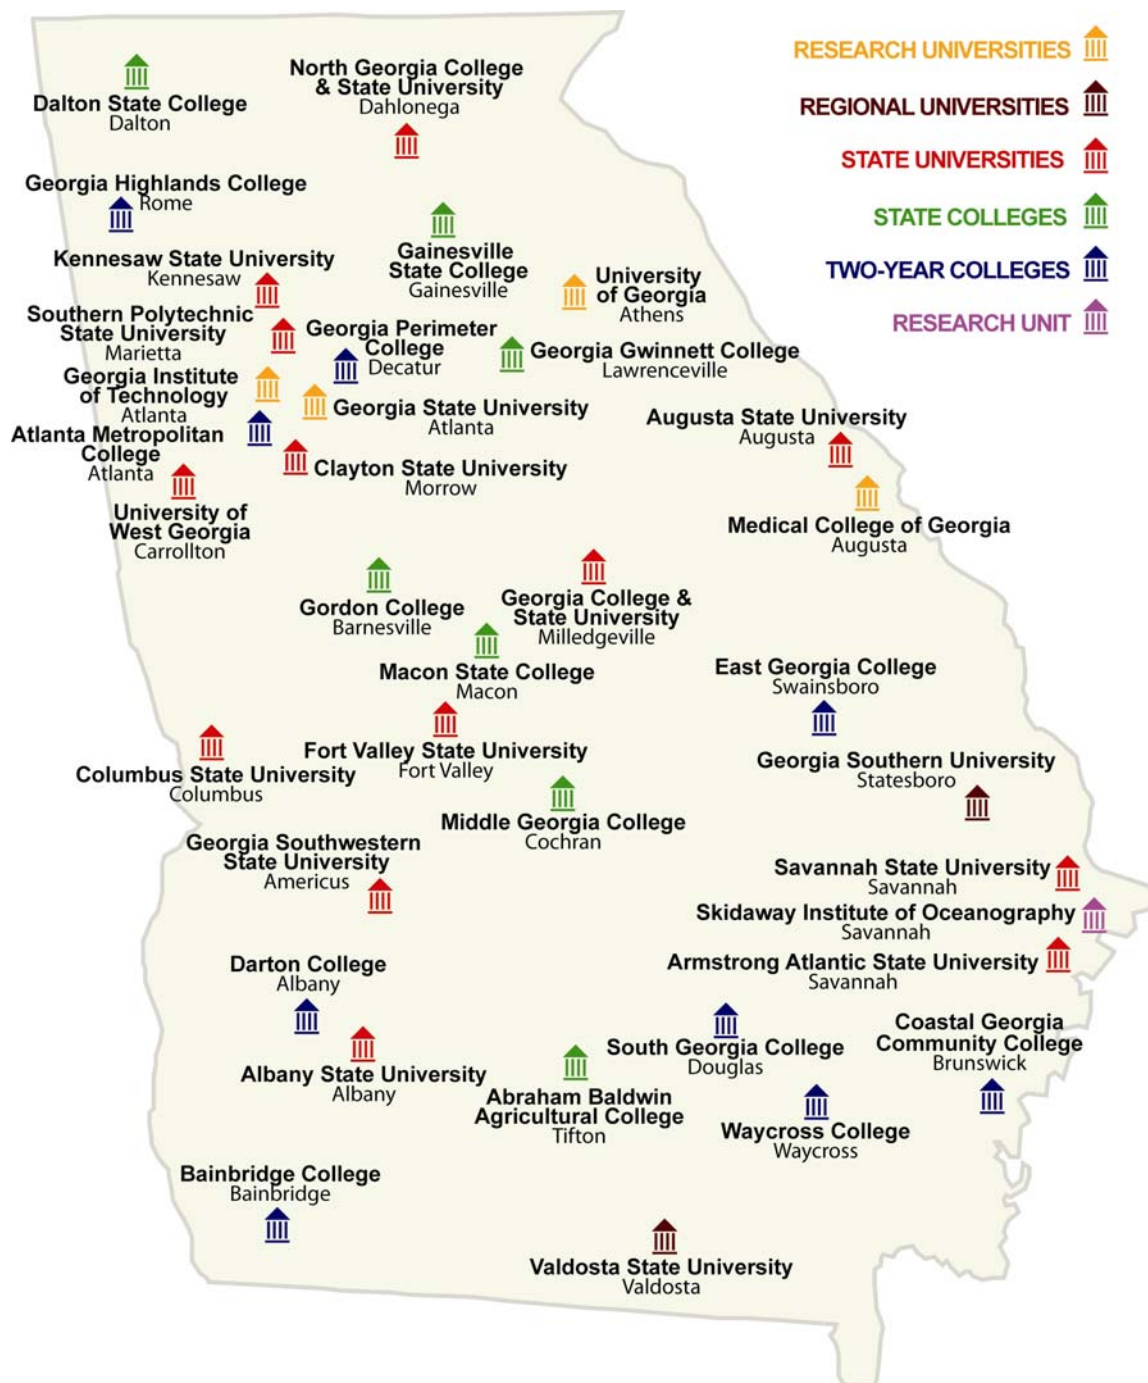 RESEARCH UNIVERSITIES
REGIONAL UNIVERSITIES
STATE UNIVERSITIES
STATE COLLEGES
TWO-YEAR COLLEGES
RESEARCH UNIT
Dalton State College
Dalton
North Georgia College
& State University
Dahlonega
Georgia Highlands College
Rome
Gainesville
State College
Gainesville
Kennesaw State University
Kennesaw
University
of Georgia
Athens
Southern Polytechnic
State University
Marietta
Georgia Perimeter
College
Decatur
Georgia Gwinnett College
Lawrenceville
Georgia Institute
of Technology
Atlanta
Georgia State University
Atlanta
Augusta State University
Augusta
Atlanta Metropolitan
College
Atlanta
Clayton State University
Morrow
University of
West Georgia
Carrollton
Medical College of Georgia
Augusta
Gordon College
Barnesville
Georgia College &
State University
Milledgeville
Macon State College
Macon
East Georgia College
Swainsboro
Fort Valley State University
Fort Valley
Columbus State University
Columbus
Georgia Southern University
Statesboro
Middle Georgia College
Cochran
Georgia Southwestern
State University
Americus
Savannah State University
Savannah
Skidaway Institute of Oceanography
Savannah
Armstrong Atlantic State University
Savannah
Darton College
Albany
Coastal Georgia
Community College
Brunswick
South Georgia College
Douglas
Albany State University
Albany
Abraham Baldwin
Agricultural College
Tifton
Waycross College
Waycross
Bainbridge College
Bainbridge
Valdosta State University
Valdosta